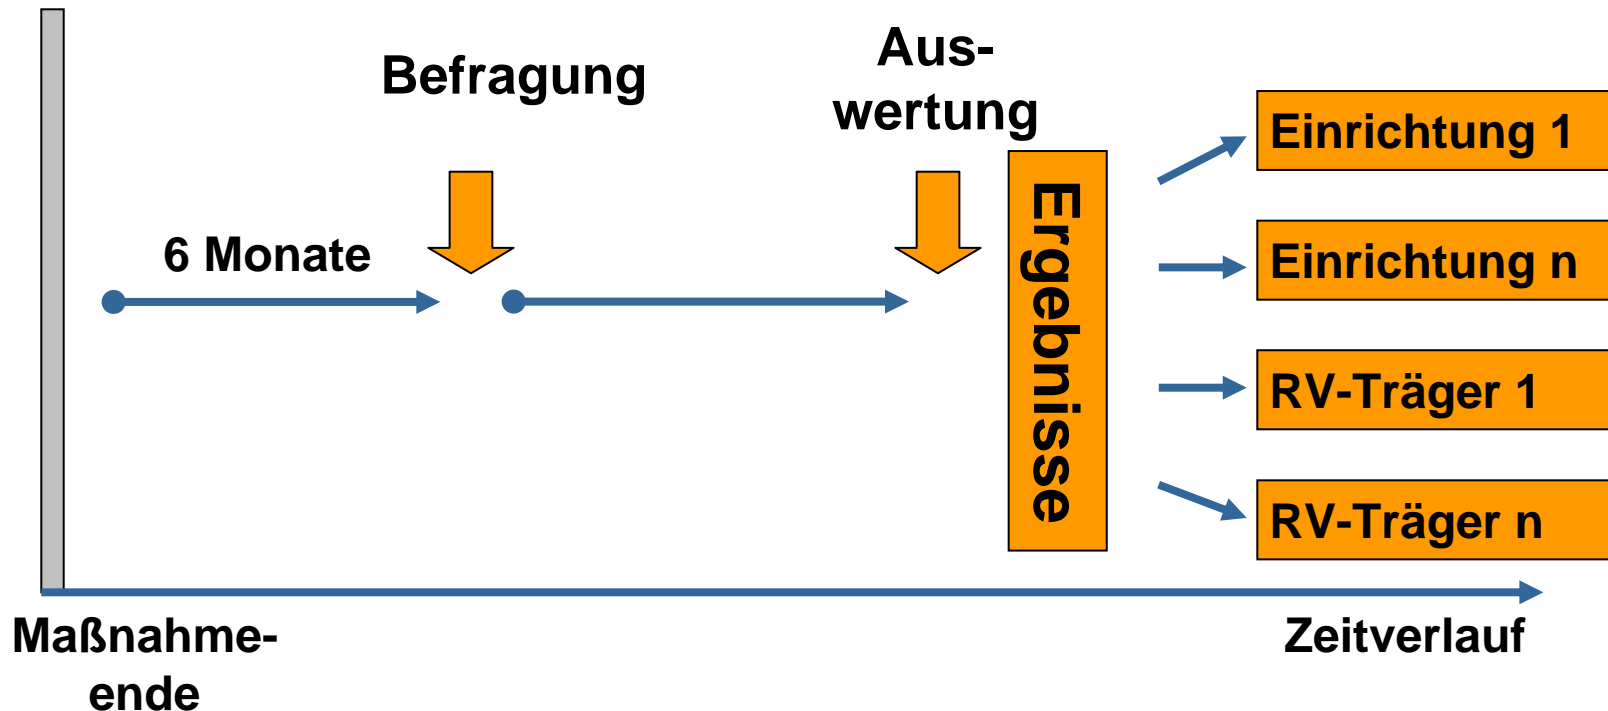 Befragung
Aus-
wertung
6 Monate
Ergebnisse
Einrichtung 1
Einrichtung n
RV-Träger 1
RV-Träger n
Maßnahme-
ende
Zeitverlauf